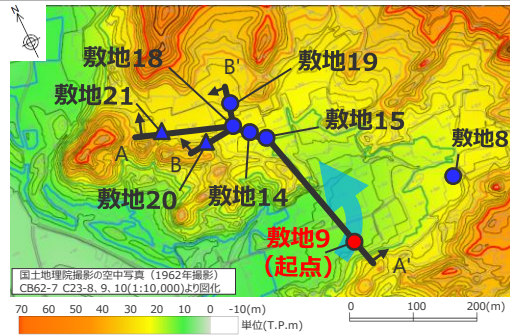 N
敷地18
B'
敷地19
敷地21
敷地15
敷地8
A
B
敷地20
敷地14
敷地9
(起点)
A'
国土地理院撮影の空中写真(1962年撮影)
CB62-7 C23-8、9、10(1:10,000)より図化
70 60 50 40 30 20 10 0 -10(m)
単位(T.P.m)
0 100 200(m)